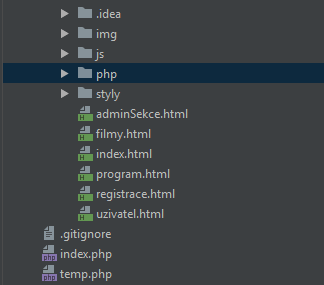 .idea
img
js
php
styly
adminSekce.html
filmy.html
index.html
program.html
registrace.html
uzivatel.html
.gitignore
index.php
temp.php